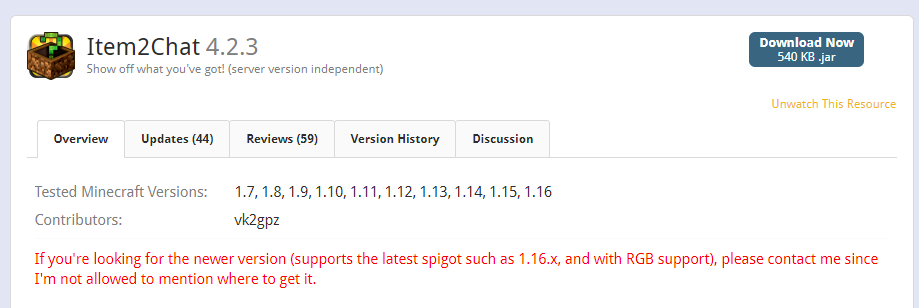 Item2Chat 4.2.3
Show off what you've got! (server version independent)
Download Now
540 KB .jar
Unwatch This Resource
Overview
Updates (44)
Reviews (59)
Version History
Discussion
Tested Minecraft Versions: 1.7, 1.8, 1.9, 1.10, 1.11, 1.12, 1.13, 1.14, 1.15, 1.16
Contributors: vk2gpz
If you're looking for the newer version (supports the latest spigot such as 1.16.x, and with RGB support), please contact me since
I'm not allowed to mention where to get it.